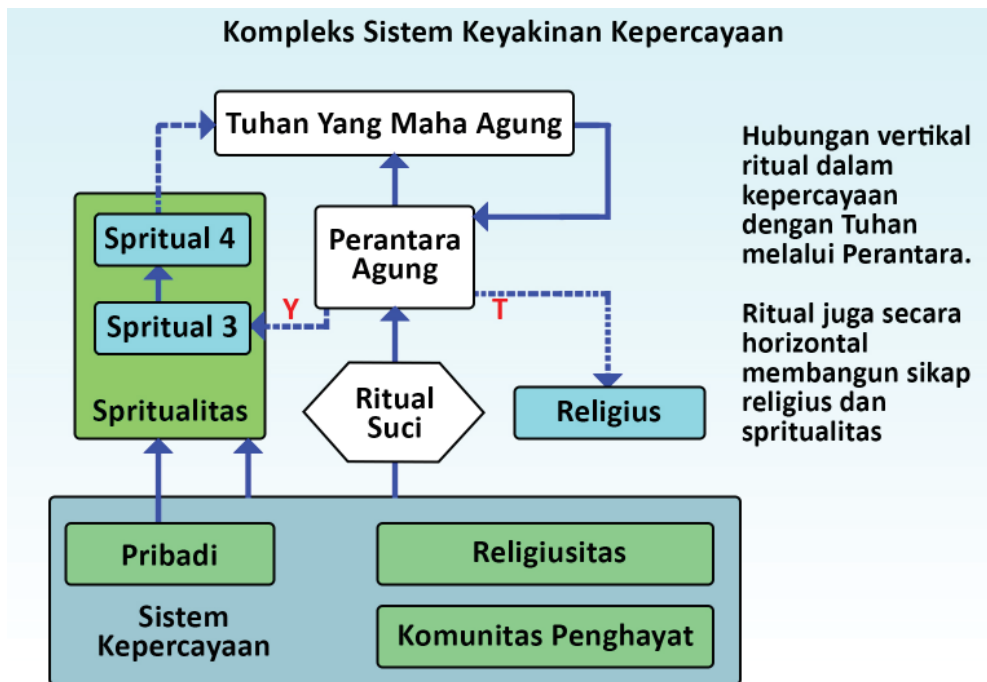 Kompleks Sistem Keyakinan Kepercayaan
Tuhan Yang Maha Agung
Spritual 4
Perantara
Agung
Y
T
Spritual 3
Spritualitas
Ritual
Suci
Religius
Hubungan vertikal
ritual dalam
kepercayaan
dengan Tuhan
melalui Perantara.
Ritual juga secara
horizontal
membangun sikap
religius dan
spritualitas
Pribadi
Religiusitas
Sistem
Kepercayaan
Komunitas Penghayat